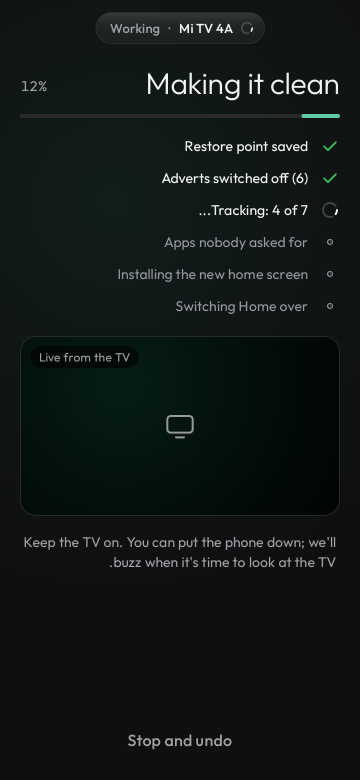 Working · Mi TV 4A
Making it clean
12%
Restore point saved
Adverts switched off (6)
Tracking: 4 of 7...
Apps nobody asked for
Installing the new home screen
Switching Home over
Live from the TV
Keep the TV on. You can put the phone down; we'll
buzz when it's time to look at the TV.
Stop and undo